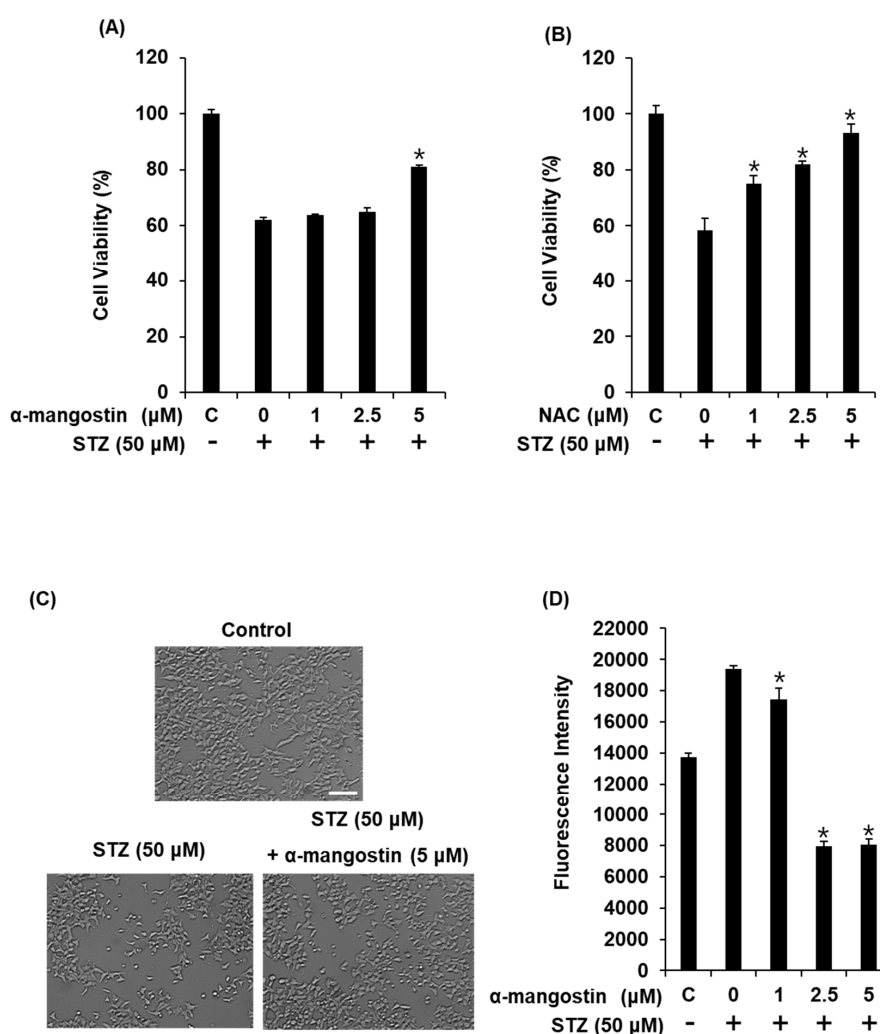 (A)
120
100
80
60
40
20
0
Cell Viability (%)
*
α-mangostin (µM) C 0 1 2.5 5
STZ (50 µM) - + + + +
(B)
120
100
80
60
40
20
0
Cell Viability (%)
* * *
NAC (µM) C 0 1 2.5 5
STZ (50 µM) - + + + +
(C)
Control
STZ (50 µM)
STZ (50 µM)
+ α-mangostin (5 µM)
(D)
22000
20000
18000
16000
14000
12000
10000
8000
6000
4000
2000
0
Fluorescence Intensity
* * *
α-mangostin (µM) C 0 1 2.5 5
STZ (50 µM) - + + + +